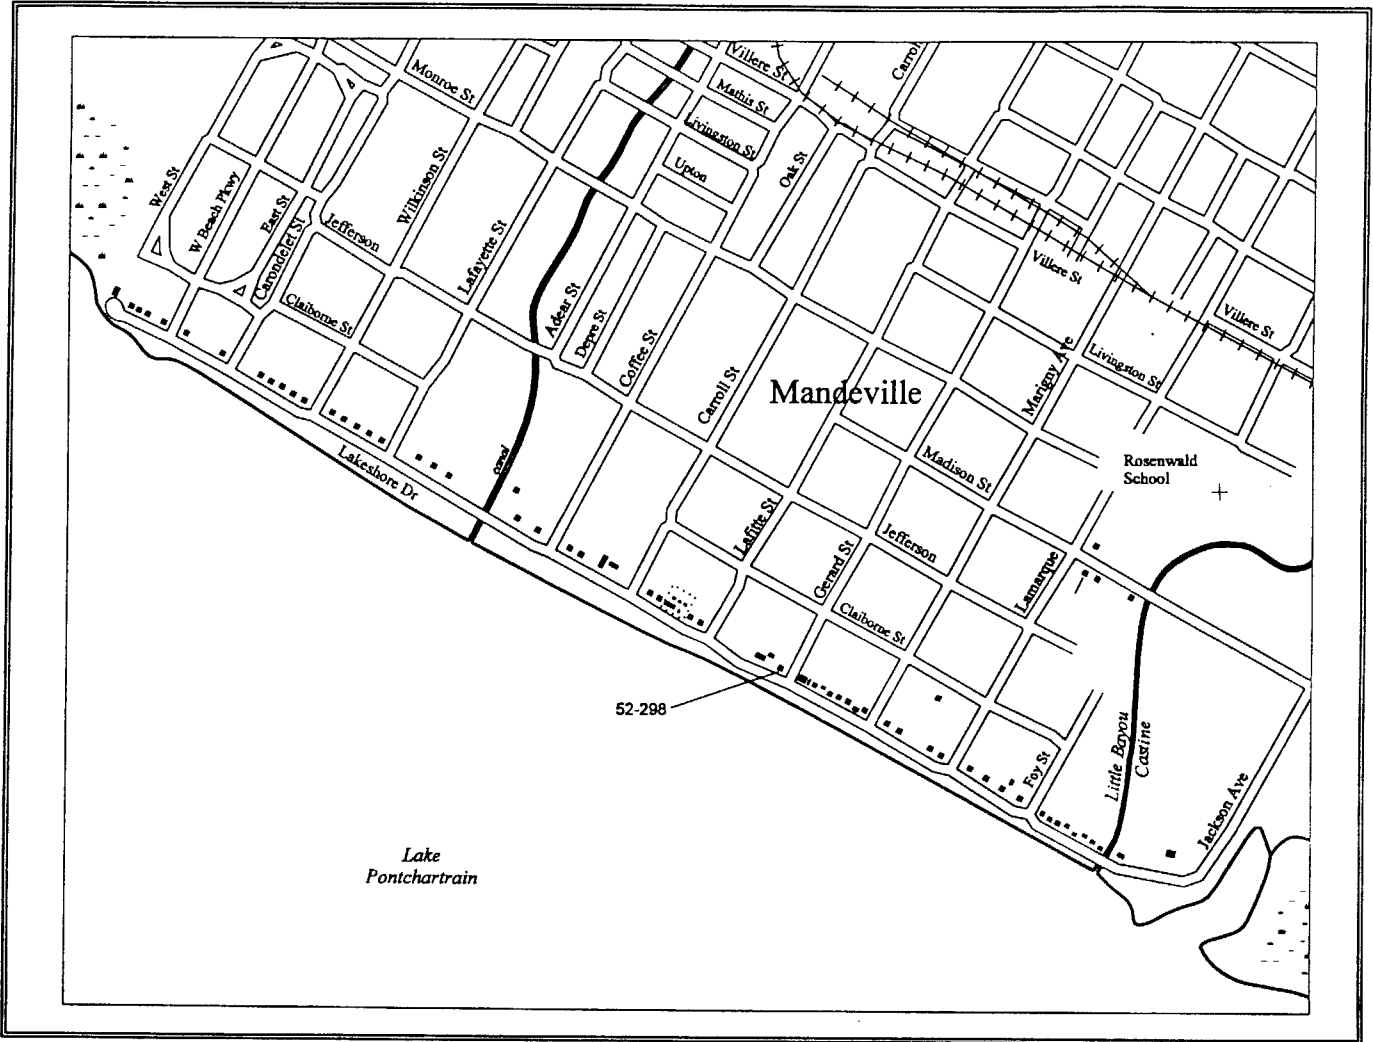 Villere St
Carrol
Monroe St
Mathis St
Livingston St
Upton
Oak St
West St
W Beach Pkwy
East St
Carondelet St
Jefferson
Wilkinson St
Lafayette St
Claiborne St
Adear St
Depre St
Coffee St
Carroll St
Villere St
Villere St
Livingston St
Marigny Ave
Mandeville
Madison St
Rosenwald
School
Lakeshore Dr
canal
Lafitte St
Gerard St
Jefferson
Lamarque
Claiborne St
52-298
Foy St
Little Bayou
Castine
Jackson Ave
Lake
Pontchartrain